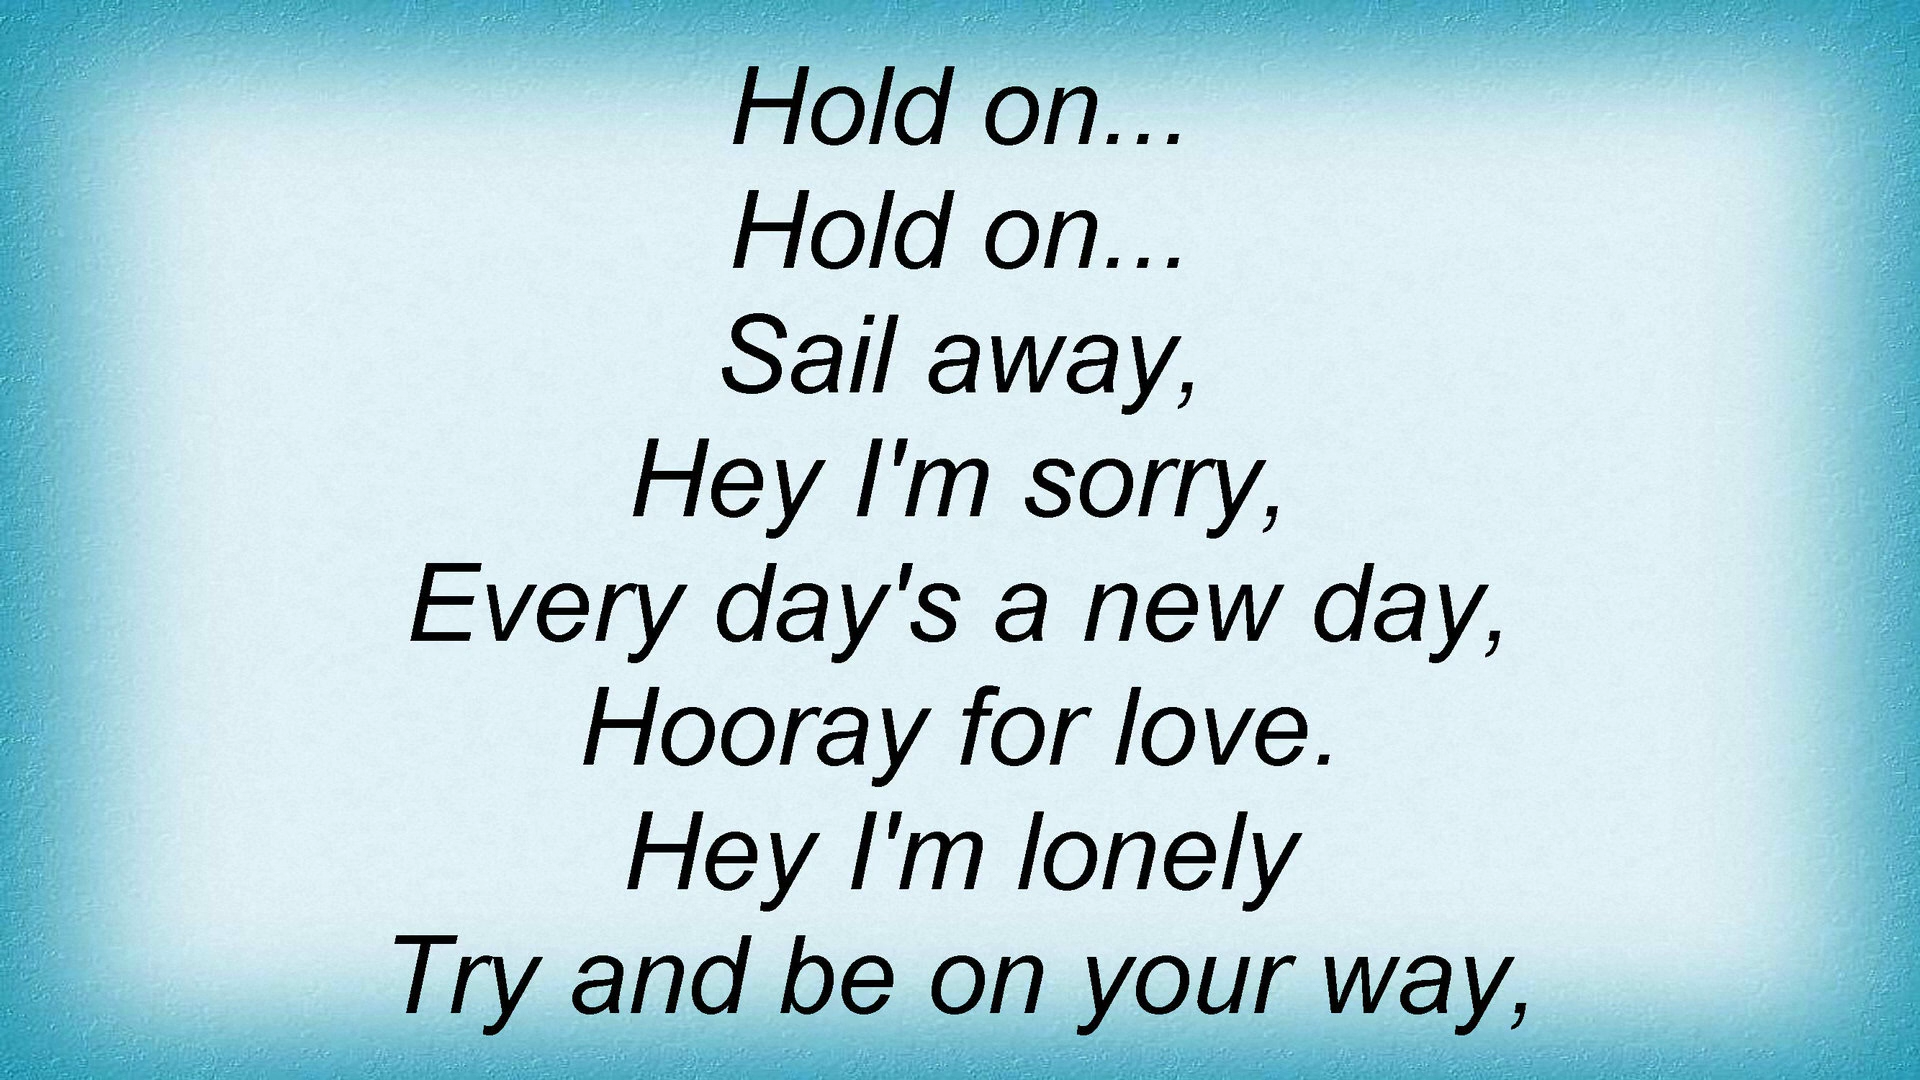 Hold on...
Hold on...
Sail away,
Hey I'm sorry,
Every day's a new day,
Hooray for love.
Hey I'm lonely
Try and be on your way,